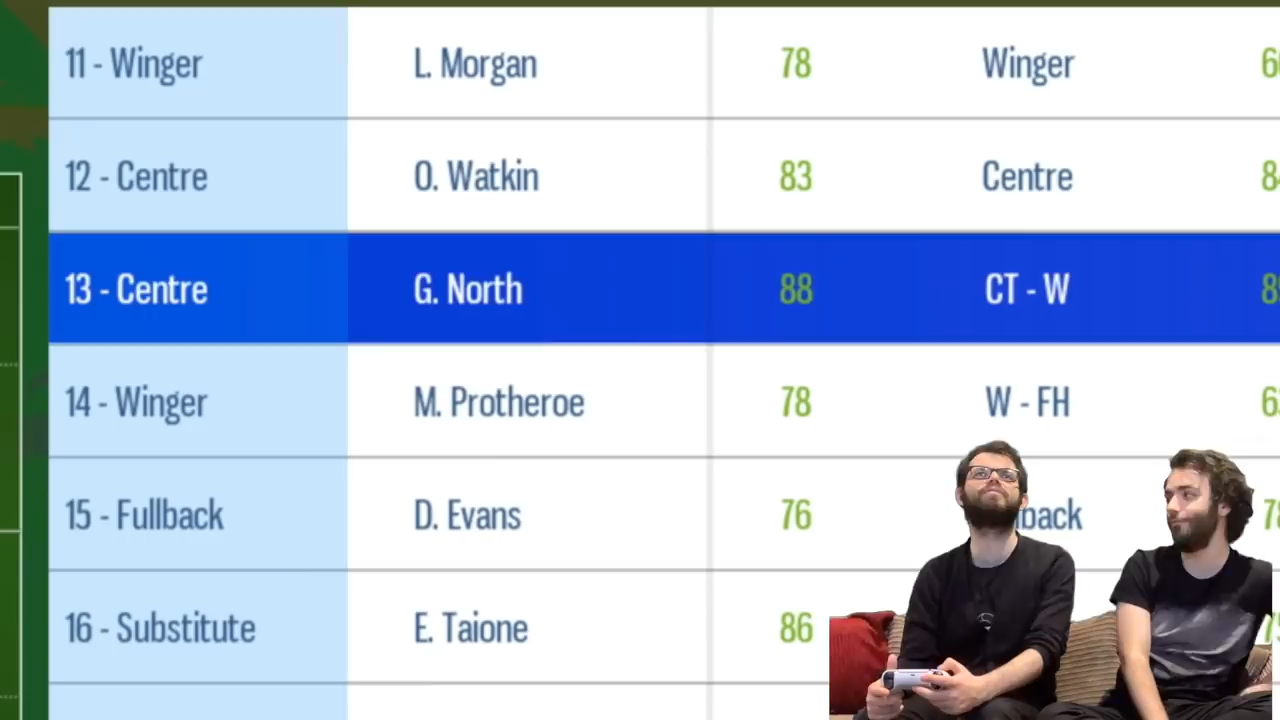 11 - Winger L. Morgan 78 Winger
12 - Centre O. Watkin 83 Centre
13 - Centre G. North 88 CT - W
14 - Winger M. Protheroe 78 W - FH
15 - Fullback D. Evans 76
16 - Substitute E. Taione 86